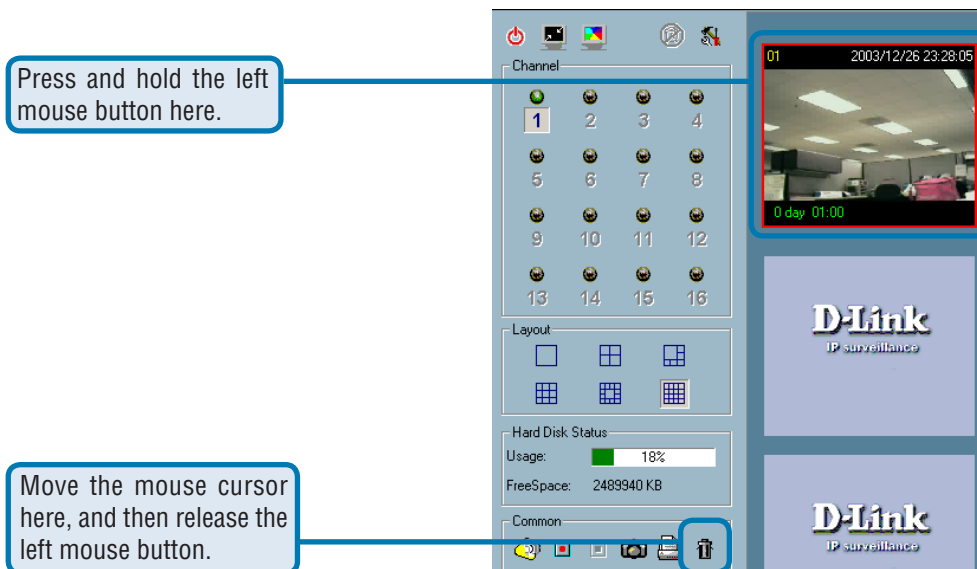 Press and hold the left
mouse button here.
Channel
1 2 3 4
5 6 7 8
9 10 11 12
13 14 15 16
Layout
Hard Disk Status
Usage: 18%
FreeSpace: 2489940 KB
Common
Move the mouse cursor
here, and then release the
left mouse button.
01 2003/12/26 23:28:05
0 day 01:00
D-Link
IP surveillance
D-Link
IP surveillance